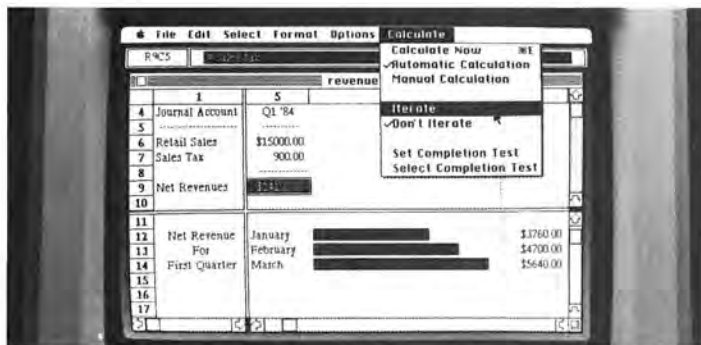 File Edit Select Format Options Calculate
R9C5
Calculate Now ⌘E
✓Automatic Calculation
Manual Calculation
Iterate
✓Don't Iterate
Set Completion Test
Select Completion Test
revenue
1 5
4 Journal Account Q1 '84
5 ---------------- ----------
6 Retail Sales $15000.00
7 Sales Tax 900.00
8 ----------
9 Net Revenues
10
11
12 Net Revenue January $3760.00
13 For February $4700.00
14 First Quarter March $5640.00
15
16
17